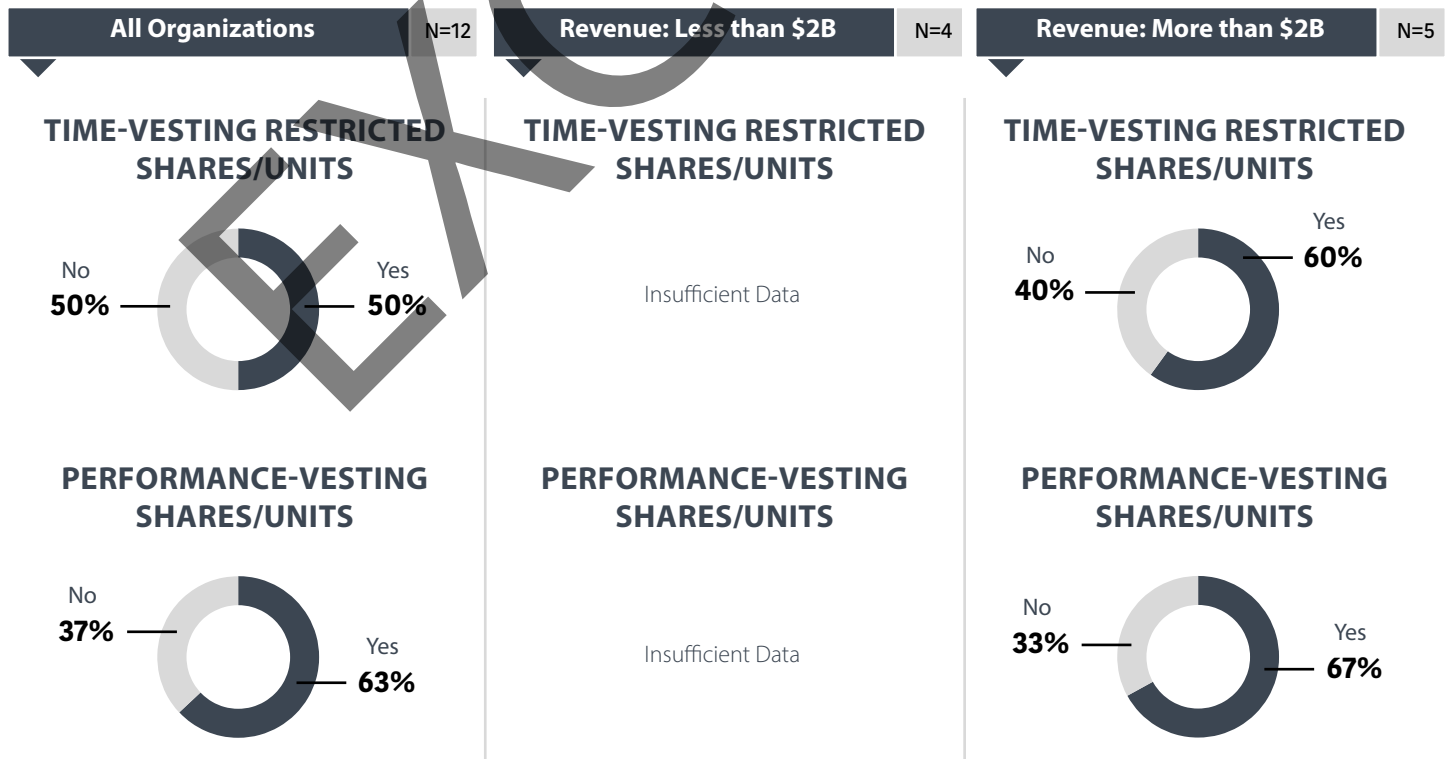 All Organizations
N=12
Revenue: Less than $2B
N=4
Revenue: More than $2B
N=5
TIME-VESTING RESTRICTED
SHARES/UNITS
No
50%
Yes
50%
TIME-VESTING RESTRICTED
SHARES/UNITS
Insufficient Data
TIME-VESTING RESTRICTED
SHARES/UNITS
No
40%
Yes
60%
PERFORMANCE-VESTING
SHARES/UNITS
No
37%
Yes
63%
PERFORMANCE-VESTING
SHARES/UNITS
Insufficient Data
PERFORMANCE-VESTING
SHARES/UNITS
No
33%
Yes
67%